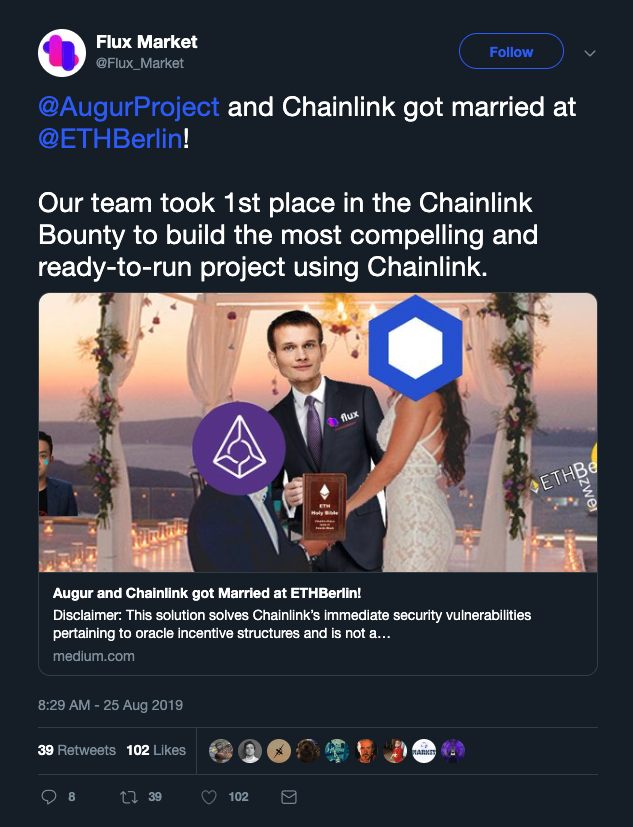 Flux Market
@Flux_Market
Follow
@AugurProject and Chainlink got married at
@ETHBerlin!
Our team took 1st place in the Chainlink
Bounty to build the most compelling and
ready-to-run project using Chainlink.
flux
ETH
Holy Bible
ETHBe
zwei
Augur and Chainlink got Married at ETHBerlin!
Disclaimer: This solution solves Chainlink's immediate security vulnerabilities
pertaining to oracle incentive structures and is not a…
medium.com
8:29 AM - 25 Aug 2019
39 Retweets 102 Likes
MARKET
8 39 102